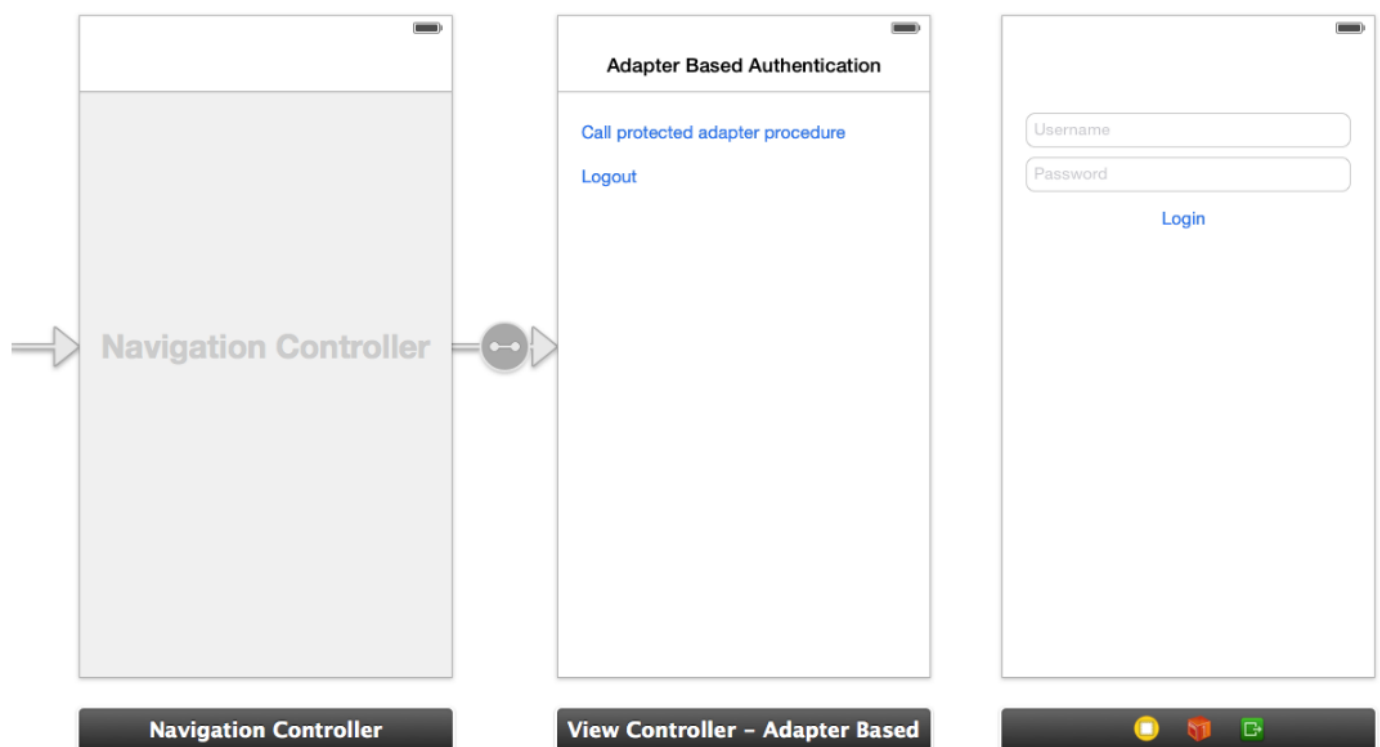 Adapter Based Authentication
Call protected adapter procedure
Logout
Username
Password
Login
Navigation Controller
Navigation Controller
View Controller – Adapter Based